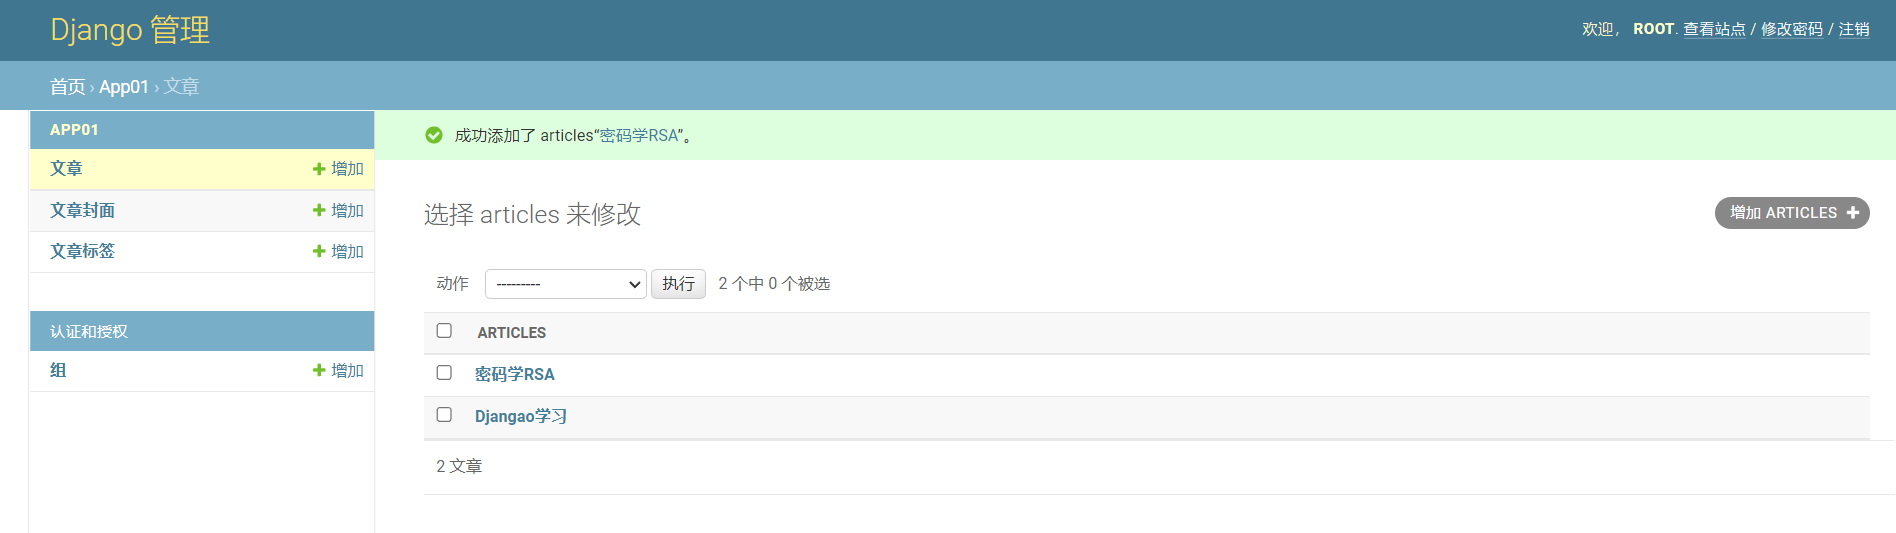 Django 管理
欢迎， ROOT. 查看站点 / 修改密码 / 注销
首页 › App01 › 文章
APP01
文章 增加
文章封面 增加
文章标签 增加
认证和授权
组 增加
成功添加了 articles“密码学RSA”。
选择 articles 来修改
增加 ARTICLES
动作 --------- 执行 2 个中 0 个被选
ARTICLES
密码学RSA
Djangao学习
2 文章